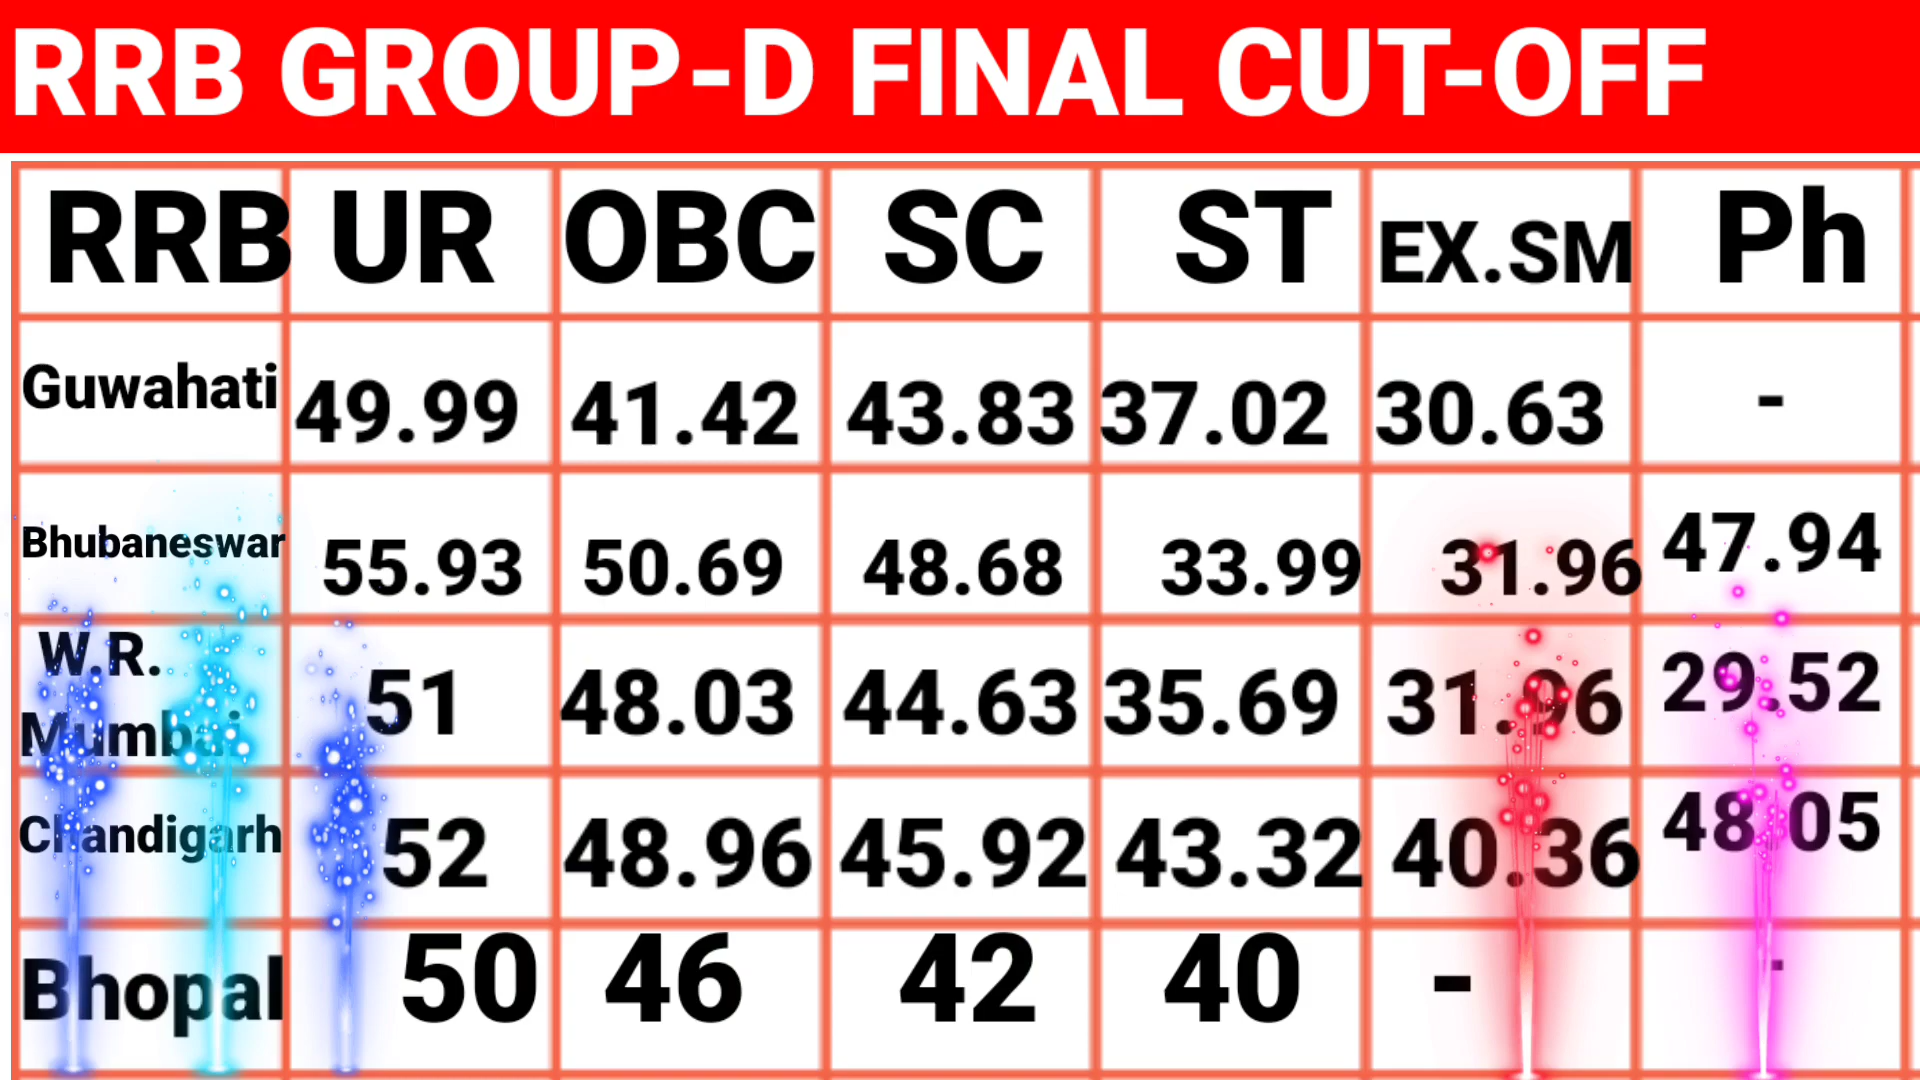 RRB GROUP-D FINAL CUT-OFF
RRB UR OBC SC ST EX.SM Ph
Guwahati 49.99 41.42 43.83 37.02 30.63 -
Bhubaneswar 55.93 50.69 48.68 33.99 31.96 47.94
W.R.
Mumbai 51 48.03 44.63 35.69 31.96 29.52
Chandigarh 52 48.96 45.92 43.32 40.36 48.05
Bhopal 50 46 42 40 - -